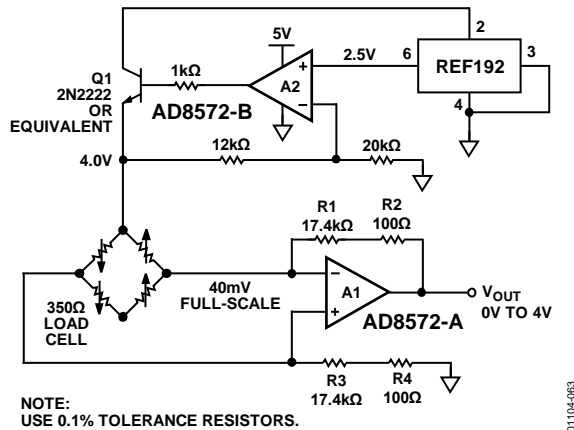 2
5V
6
3
REF192
Q1
2N2222
OR
EQUIVALENT
1kΩ
+
A2
−
2.5V
AD8572-B
4
4.0V
12kΩ
20kΩ
R1
17.4kΩ
R2
100Ω
350Ω
LOAD
CELL
40mV
FULL-SCALE
−
A1
+
AD8572-A
VOUT
0V TO 4V
R3
17.4kΩ
R4
100Ω
NOTE:
USE 0.1% TOLERANCE RESISTORS.
01104-063